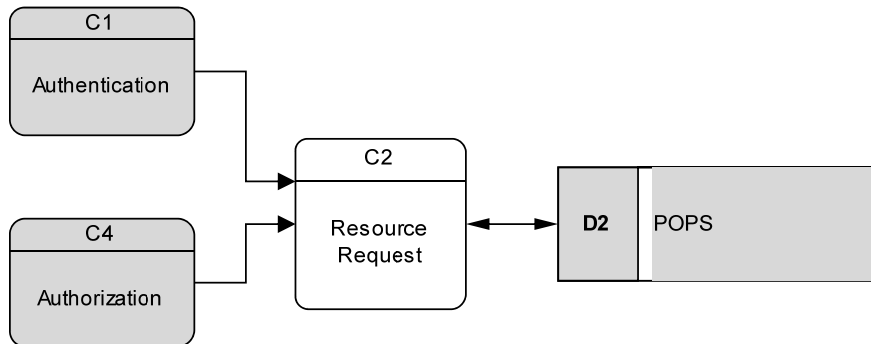 C1
Authentication
C2
Resource
Request
D2 POPS
C4
Authorization